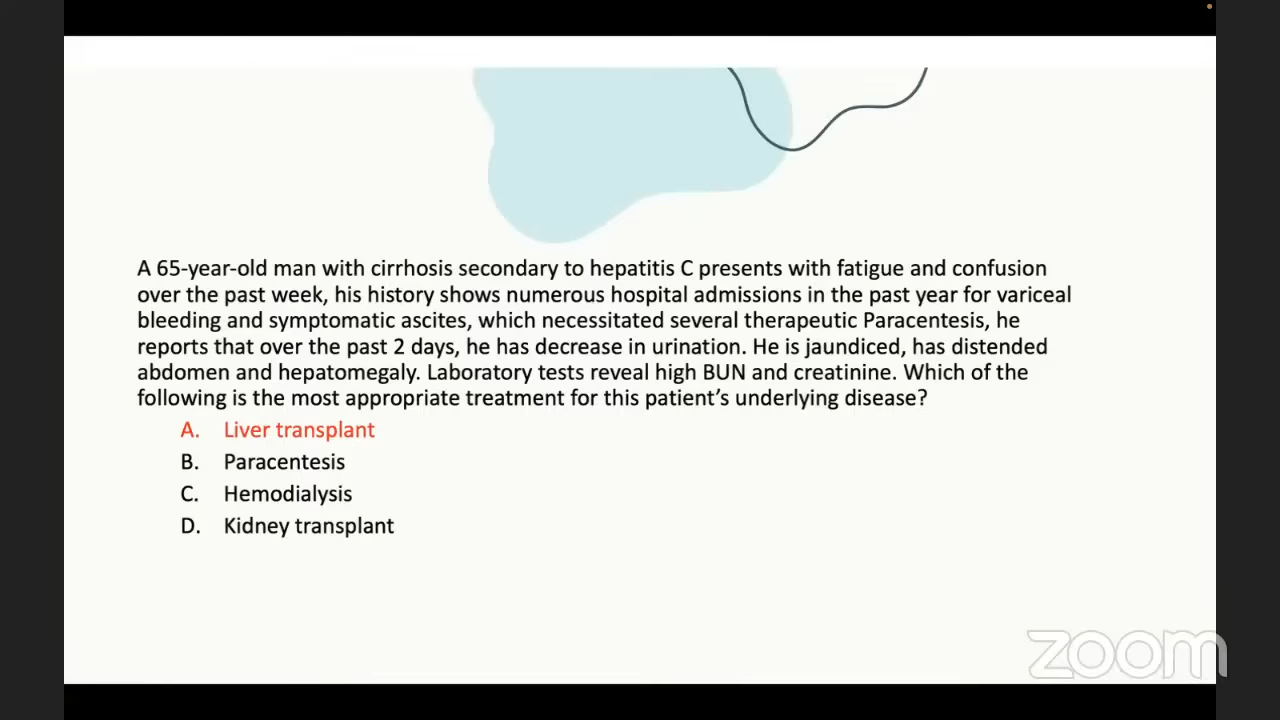 A 65-year-old man with cirrhosis secondary to hepatitis C presents with fatigue and confusion
over the past week, his history shows numerous hospital admissions in the past year for variceal
bleeding and symptomatic ascites, which necessitated several therapeutic Paracentesis, he
reports that over the past 2 days, he has decrease in urination. He is jaundiced, has distended
abdomen and hepatomegaly. Laboratory tests reveal high BUN and creatinine. Which of the
following is the most appropriate treatment for this patient’s underlying disease?
A. Liver transplant
B. Paracentesis
C. Hemodialysis
D. Kidney transplant
zoom